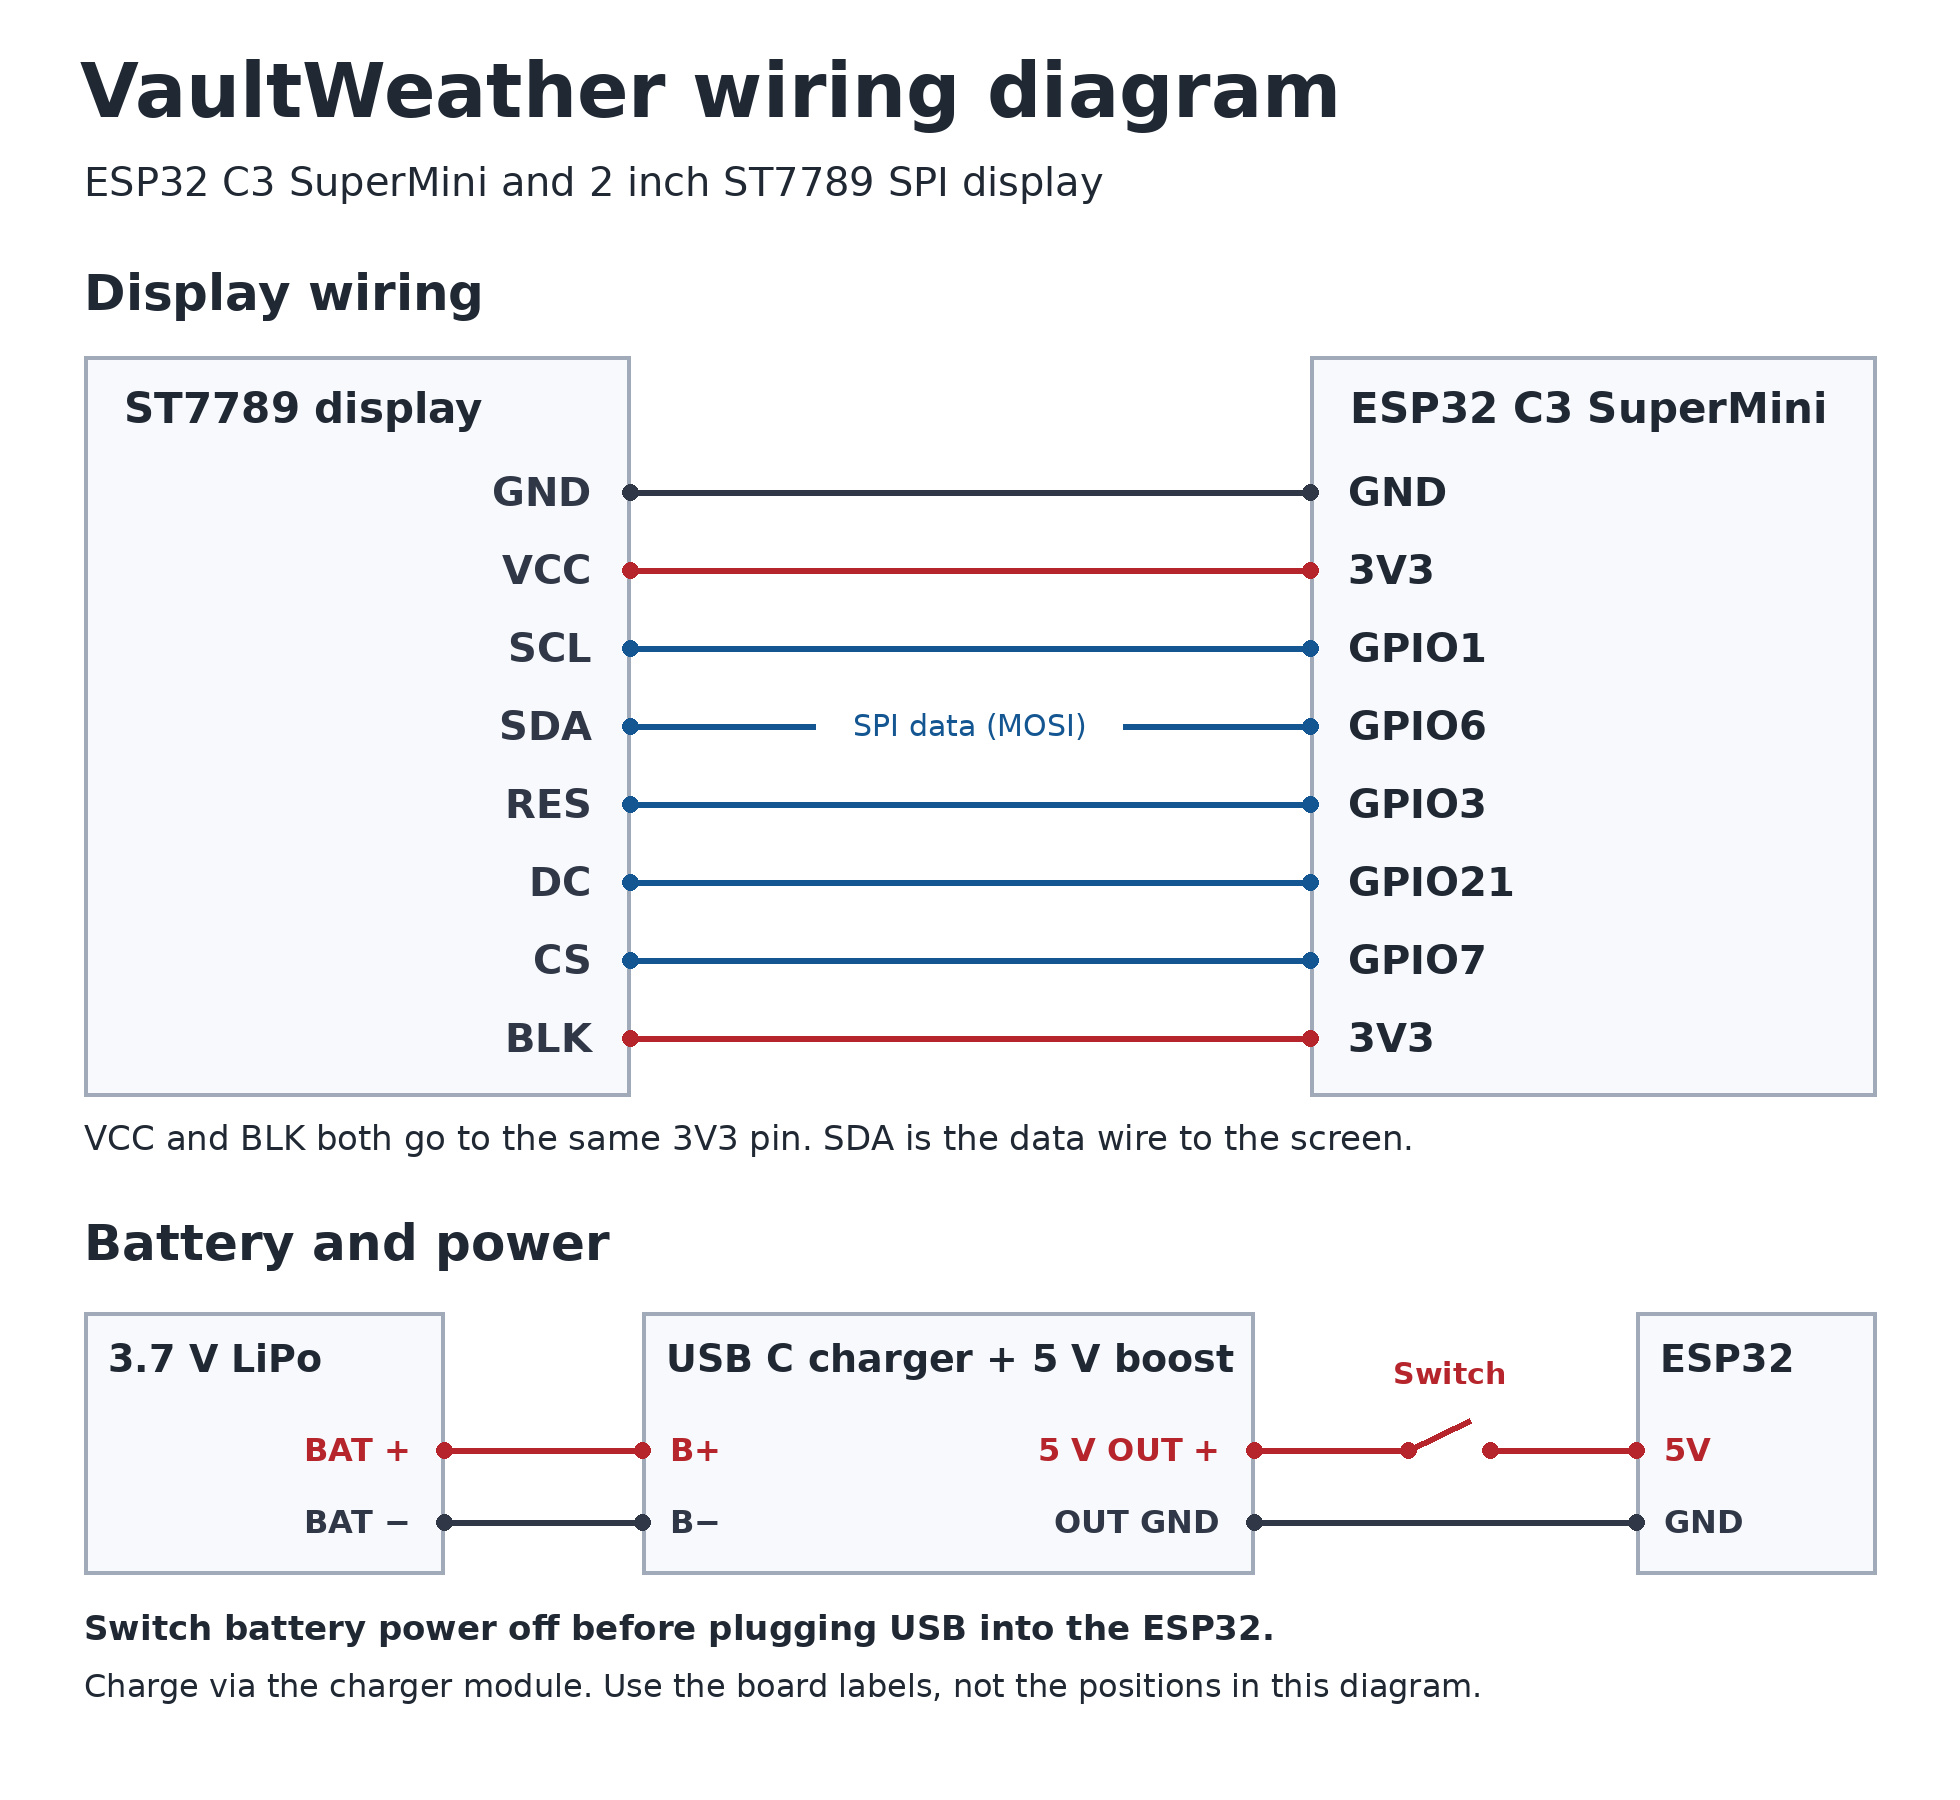 VaultWeather wiring diagram
ESP32 C3 SuperMini and 2 inch ST7789 SPI display
Display wiring
ST7789 display
ESP32 C3 SuperMini
GND GND
VCC 3V3
SCL GPIO1
SDA SPI data (MOSI) GPIO6
RES GPIO3
DC GPIO21
CS GPIO7
BLK 3V3
VCC and BLK both go to the same 3V3 pin. SDA is the data wire to the screen.
Battery and power
3.7 V LiPo
USB C charger + 5 V boost
Switch
ESP32
BAT + B+ 5 V OUT + 5V
BAT − B− OUT GND GND
Switch battery power off before plugging USB into the ESP32.
Charge via the charger module. Use the board labels, not the positions in this diagram.